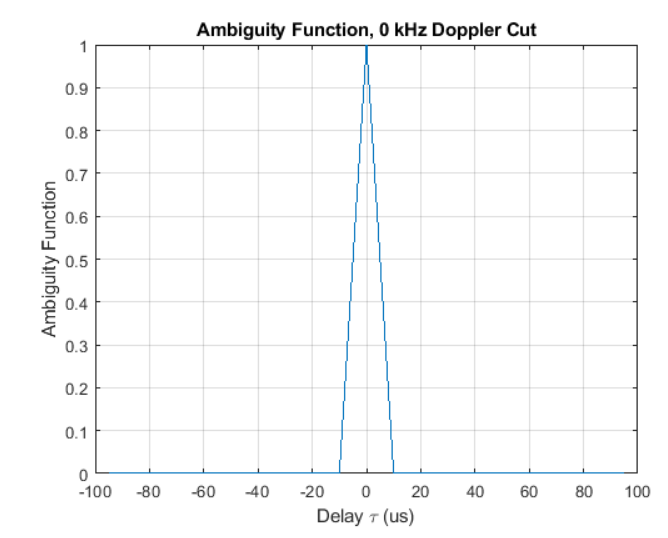 Ambiguity Function, 0 kHz Doppler Cut
1
0.9
0.8
0.7
0.6
0.5
0.4
0.3
0.2
0.1
0
Ambiguity Function
-100 -80 -60 -40 -20 0 20 40 60 80 100
Delay τ (us)